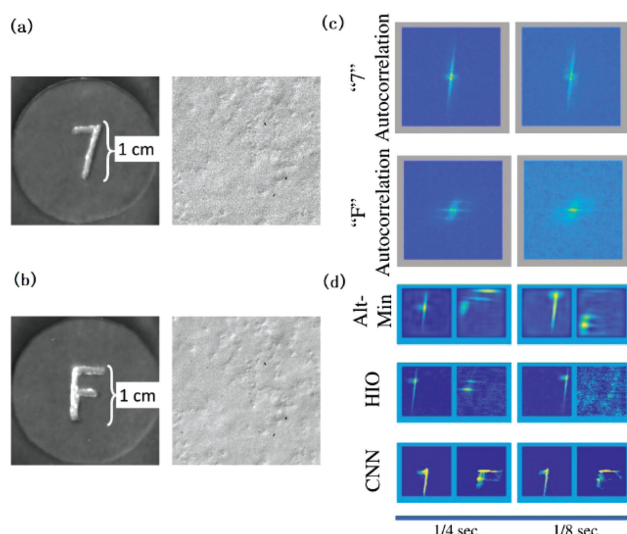 (a)
1 cm
(b)
1 cm
(c)
"7"
Autocorrelation
"F"
Autocorrelation
(d)
Alt-
Min
HIO
CNN
1/4 sec
1/8 sec
7
F